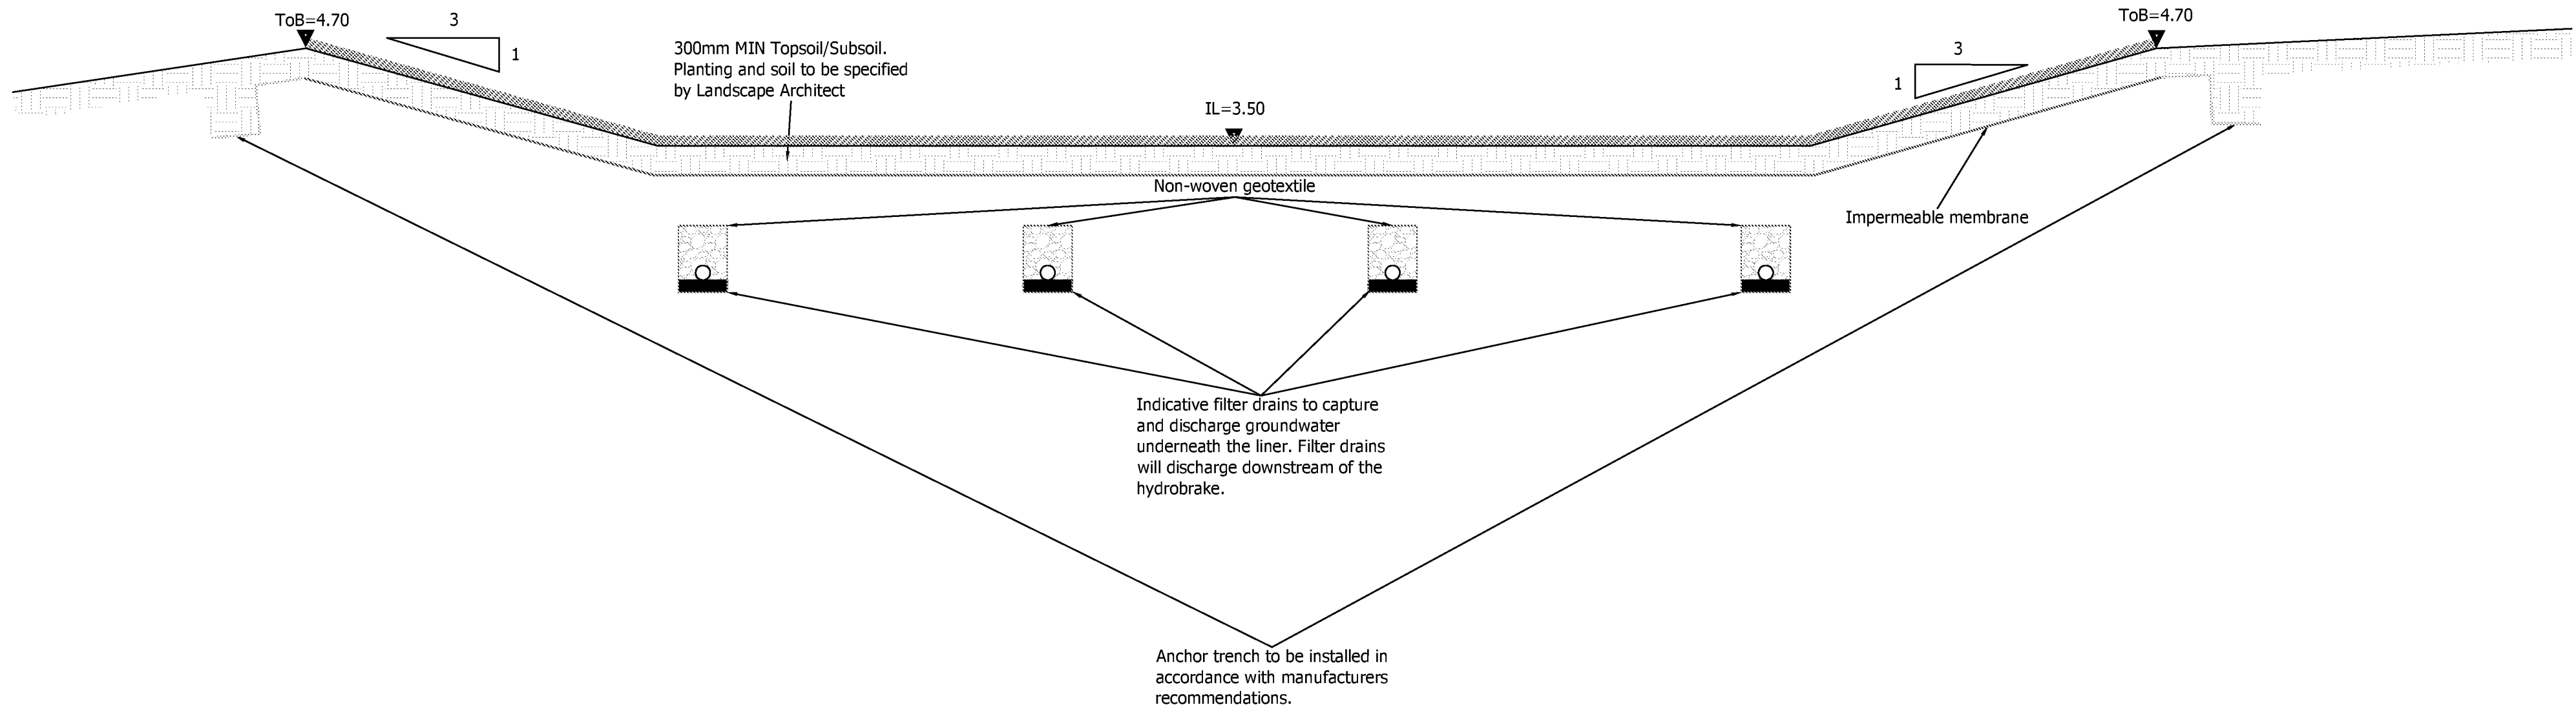 ToB=4.70
3
1
300mm MIN Topsoil/Subsoil.
Planting and soil to be specified
by Landscape Architect
IL=3.50
ToB=4.70
3
1
Non-woven geotextile
Impermeable membrane
Indicative filter drains to capture
and discharge groundwater
underneath the liner. Filter drains
will discharge downstream of the
hydrobrake.
Anchor trench to be installed in
accordance with manufacturers
recommendations.